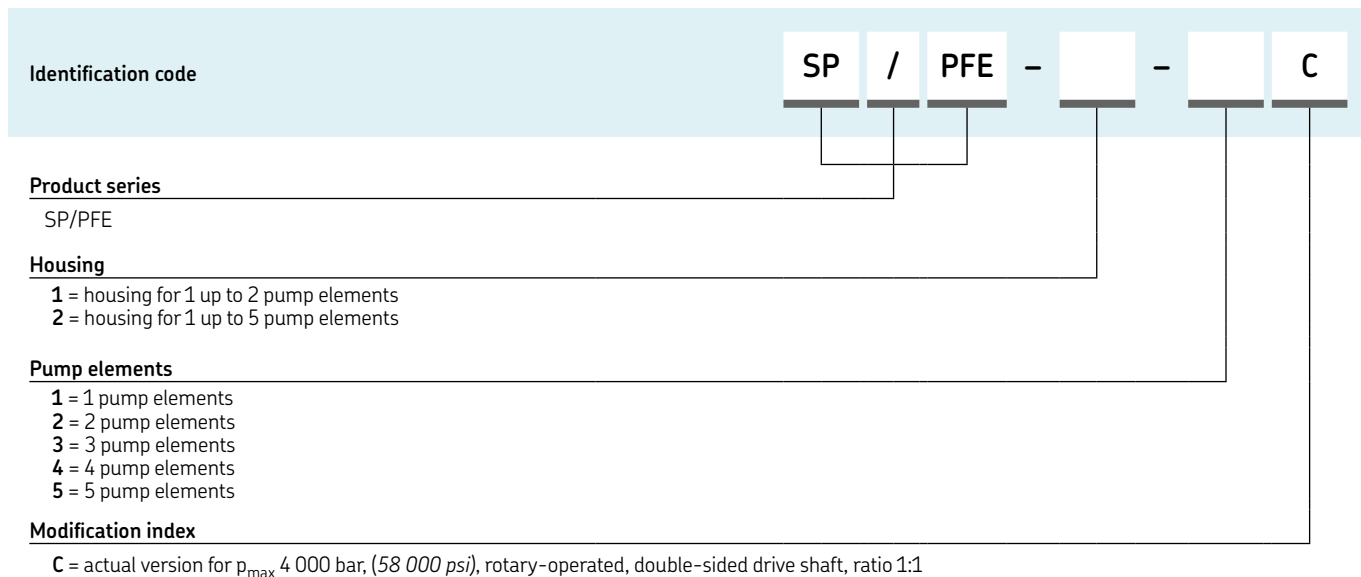 Identification code SP / PFE – – C
Product series
SP/PFE
Housing
1 = housing for 1 up to 2 pump elements
2 = housing for 1 up to 5 pump elements
Pump elements
1 = 1 pump elements
2 = 2 pump elements
3 = 3 pump elements
4 = 4 pump elements
5 = 5 pump elements
Modification index
C = actual version for pmax 4 000 bar, (58 000 psi), rotary-operated, double-sided drive shaft, ratio 1:1